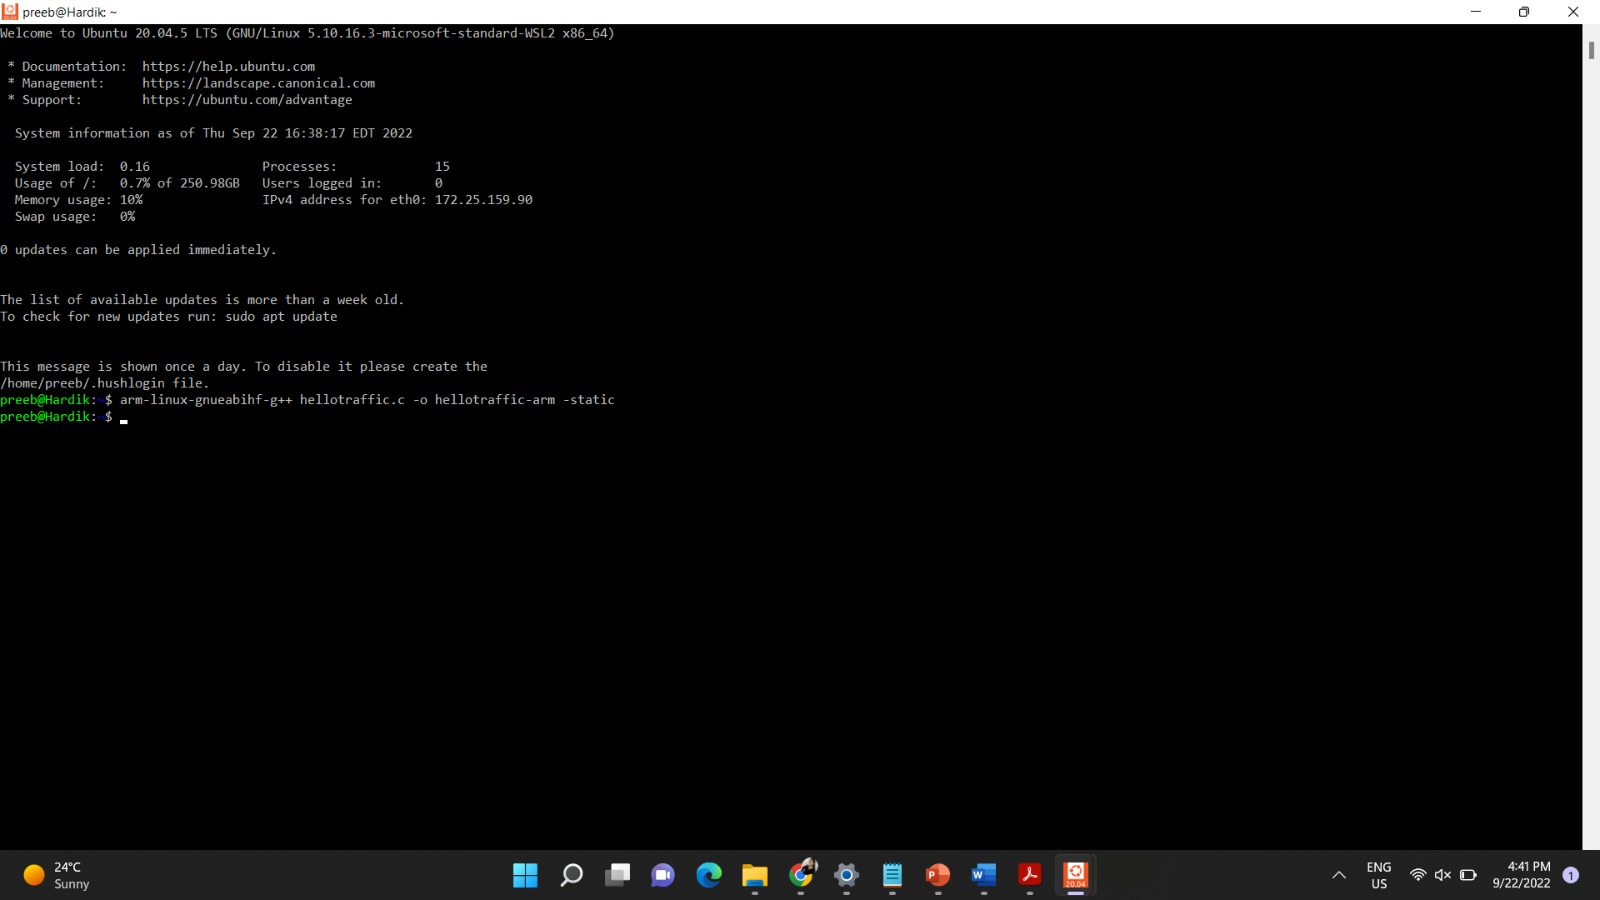 preeb@Hardik: ~
Welcome to Ubuntu 20.04.5 LTS (GNU/Linux 5.10.16.3-microsoft-standard-WSL2 x86_64)
* Documentation:  https://help.ubuntu.com
* Management:     https://landscape.canonical.com
* Support:        https://ubuntu.com/advantage
System information as of Thu Sep 22 16:38:17 EDT 2022
System load:  0.16               Processes:             15
Usage of /:   0.7% of 250.98GB   Users logged in:       0
Memory usage: 10%                IPv4 address for eth0: 172.25.159.90
Swap usage:   0%
0 updates can be applied immediately.
The list of available updates is more than a week old.
To check for new updates run: sudo apt update
This message is shown once a day. To disable it please create the
/home/preeb/.hushlogin file.
preeb@Hardik:~$ arm-linux-gnueabihf-g++ hellotraffic.c -o hellotraffic-arm -static
preeb@Hardik:~$
24°C
Sunny
P
W
20.04
ENG
US
4:41 PM
9/22/2022
1